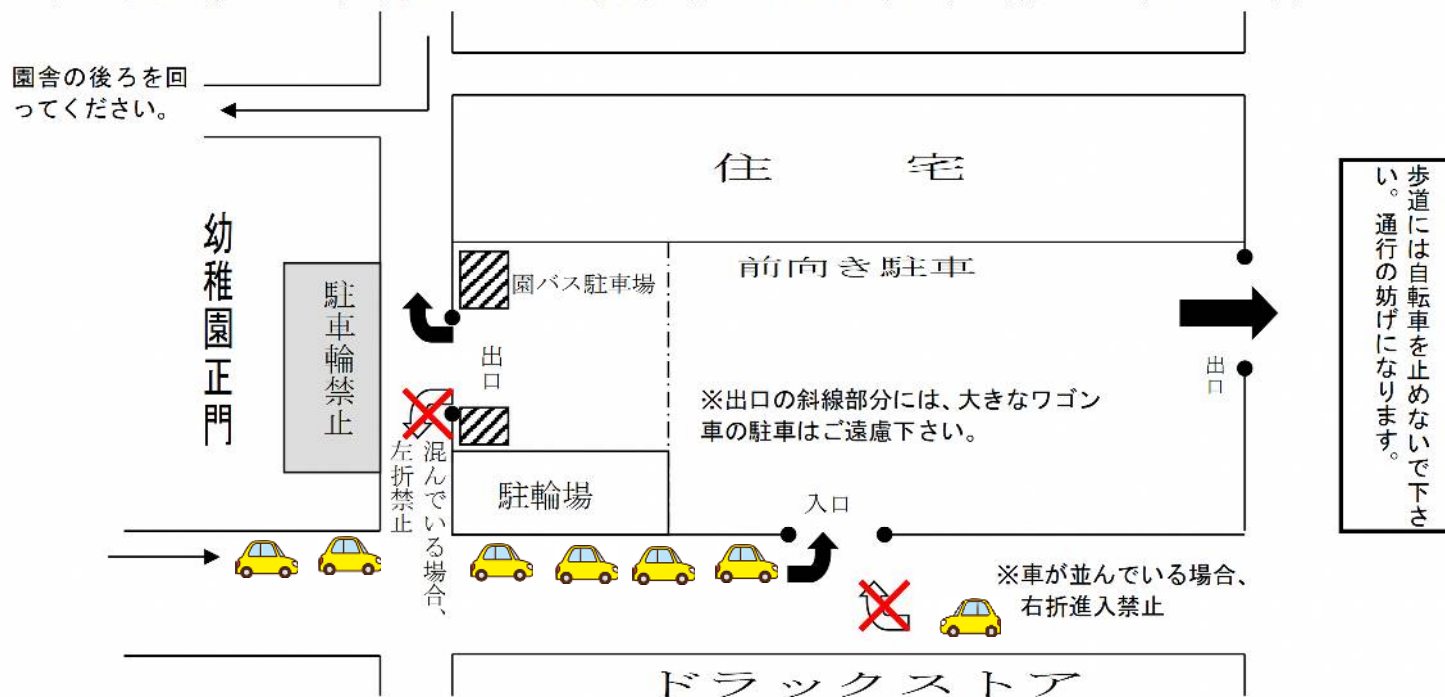 園舎の後ろを回
ってください。
住宅
幼稚園正門
駐車輪禁止
園バス駐車場
前向き駐車
出口
出口
歩道には自転車を止めないで下さ
い。通行の妨げになります。
※出口の斜線部分には、大きなワゴン
車の駐車はご遠慮下さい。
混んでいる場合、
左折禁止
駐輪場
入口
※車が並んでいる場合、
右折進入禁止
ドラックストア